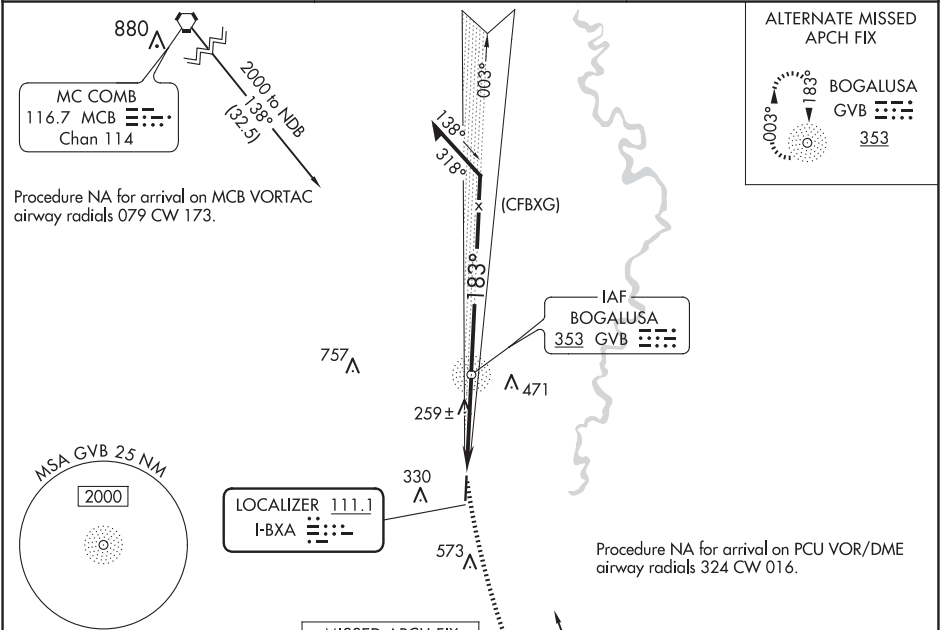 880
MC COMB
116.7 MCB
Chan 114
2000 to NDB
138°
(32.5)
Procedure NA for arrival on MCB VORTAC
airway radials 079 CW 173.
003°
138°
318°
(CFBXG)
183°
ALTERNATE MISSED
APCH FIX
003°
183°
BOGALUSA
GVB
353
IAF
BOGALUSA
353 GVB
757
471
259±
MSA GVB 25 NM
2000
330
LOCALIZER 111.1
I-BXA
573
Procedure NA for arrival on PCU VOR/DME
airway radials 324 CW 016.
MISSED APCH FIX